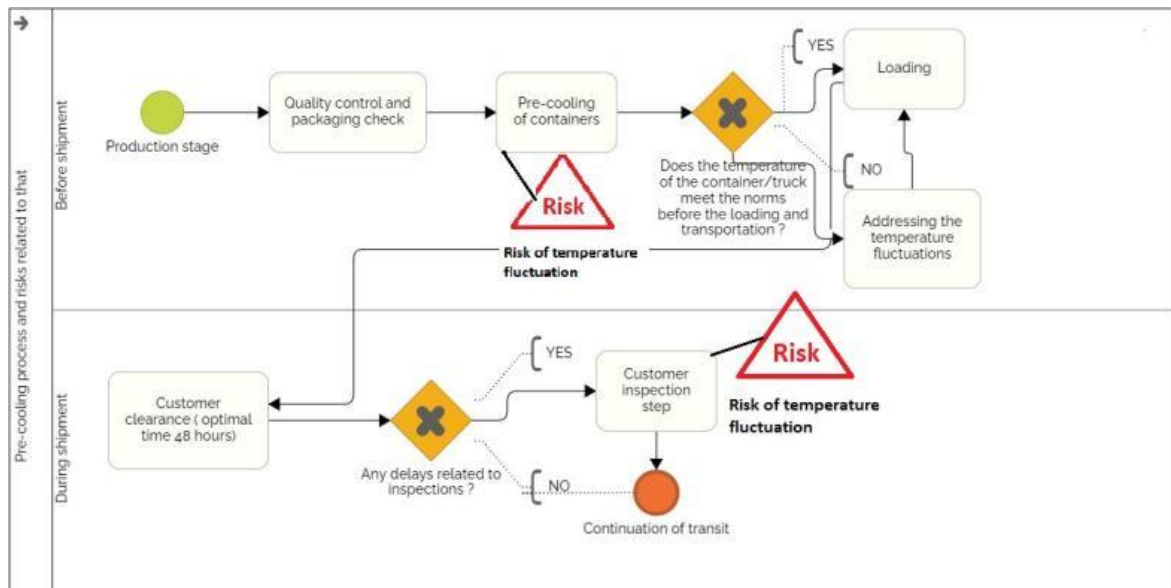 Pre-cooling process and risks related to that
Before shipment
Production stage
Quality control and
packaging check
Pre-cooling
of containers
Risk
Risk of temperature
fluctuation
Does the temperature
of the container/truck
meet the norms
before the loading and
transportation ?
YES
NO
Loading
Addressing the
temperature
fluctuations
During shipment
Customer
clearance ( optimal
time 48 hours)
Any delays related to
inspections ?
YES
NO
Customer
inspection
step
Risk
Risk of temperature
fluctuation
Continuation of transit